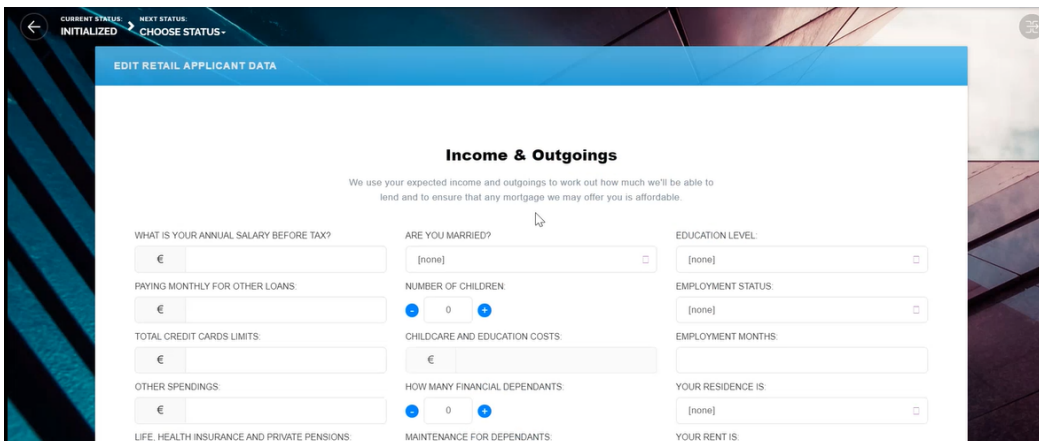 CURRENT STATUS:
INITIALIZED
NEXT STATUS:
CHOOSE STATUS
EDIT RETAIL APPLICANT DATA
Income & Outgoings
We use your expected income and outgoings to work out how much we'll be able to
lend and to ensure that any mortgage we may offer you is affordable.
WHAT IS YOUR ANNUAL SALARY BEFORE TAX?
€
ARE YOU MARRIED?
[none]
EDUCATION LEVEL:
[none]
PAYING MONTHLY FOR OTHER LOANS:
€
NUMBER OF CHILDREN:
- 0 +
EMPLOYMENT STATUS:
[none]
TOTAL CREDIT CARDS LIMITS:
€
CHILDCARE AND EDUCATION COSTS:
€
EMPLOYMENT MONTHS:
OTHER SPENDINGS:
€
HOW MANY FINANCIAL DEPENDANTS:
- 0 +
YOUR RESIDENCE IS:
[none]
LIFE, HEALTH INSURANCE AND PRIVATE PENSIONS:
MAINTENANCE FOR DEPENDANTS:
YOUR RENT IS: